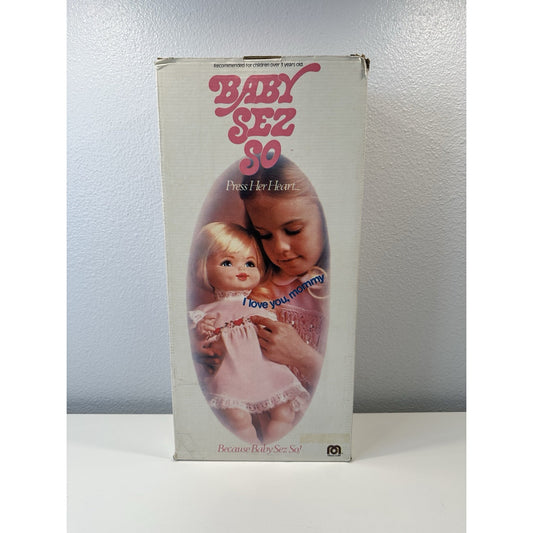 Recommended for children over 3 years old
BABY
SEZ
SO
Press Her Heart...
I love you, mommy
Because Baby Sez So!